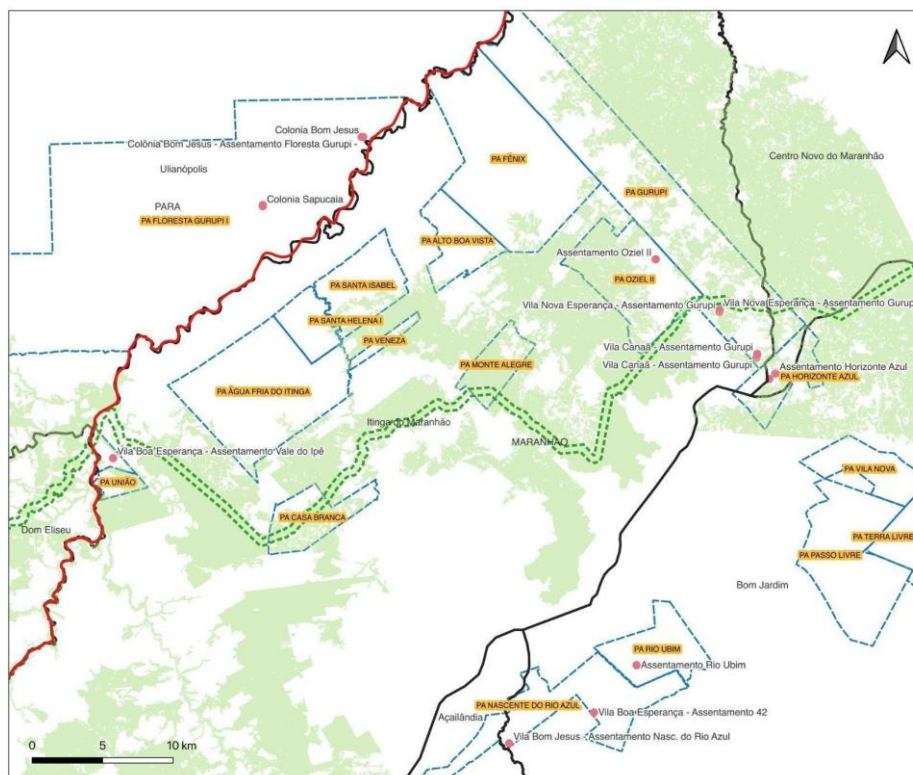 Colonia Bom Jesus
Colônia Bom Jesus - Assentamento Floresta Gurupi -
Ulianópolis
Centro Novo do Maranhão
PA FÊNIX
PA GURUPI
Colonia Sapucaia
PARA
PA FLORESTA GURUPI I
PA ALTO BOA VISTA
Assentamento Oziel II
PA OZIEL II
PA SANTA ISABEL
Vila Nova Esperança - Assentamento Gurupi
Vila Nova Esperança - Assentamento Gurup
PA SANTA HELENA I
PA VENEZA
Vila Canaã - Assentamento Gurupi
Vila Canaã - Assentamento Gurupi
PA MONTE ALEGRE
Assentamento Horizonte Azul
PA HORIZONTE AZUL
PA ÁGUA FRIA DO ITINGA
Itinga do Maranhão
MARANHÃO
Vila Boa Esperança - Assentamento Vale do Ipê
PA UNIÃO
PA VILA NOVA
PA CASA BRANCA
Dom Eliseu
PA TERRA LIVRE
PA PASSO LIVRE
Bom Jardim
PA RIO UBIM
Assentamento Rio Ubim
PA NASCENTE DO RIO AZUL
Açailândia
Vila Boa Esperança - Assentamento 42
Vila Bom Jesus - Assentamento Nasc. do Rio Azul
0 5 10 km